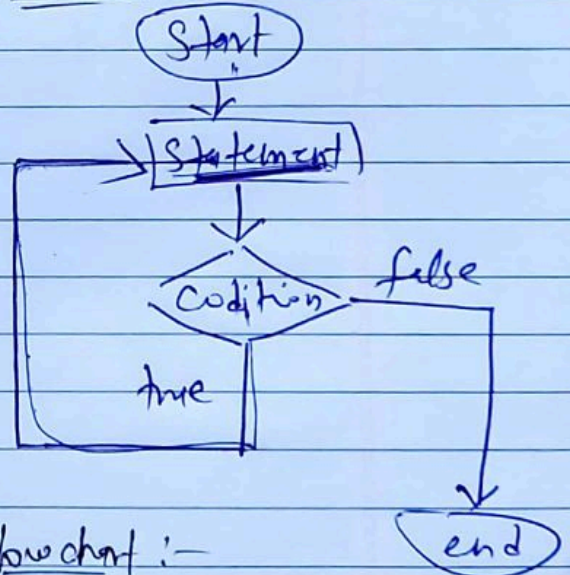 Start
Statement
Codition
false
true
end
flow chart :-